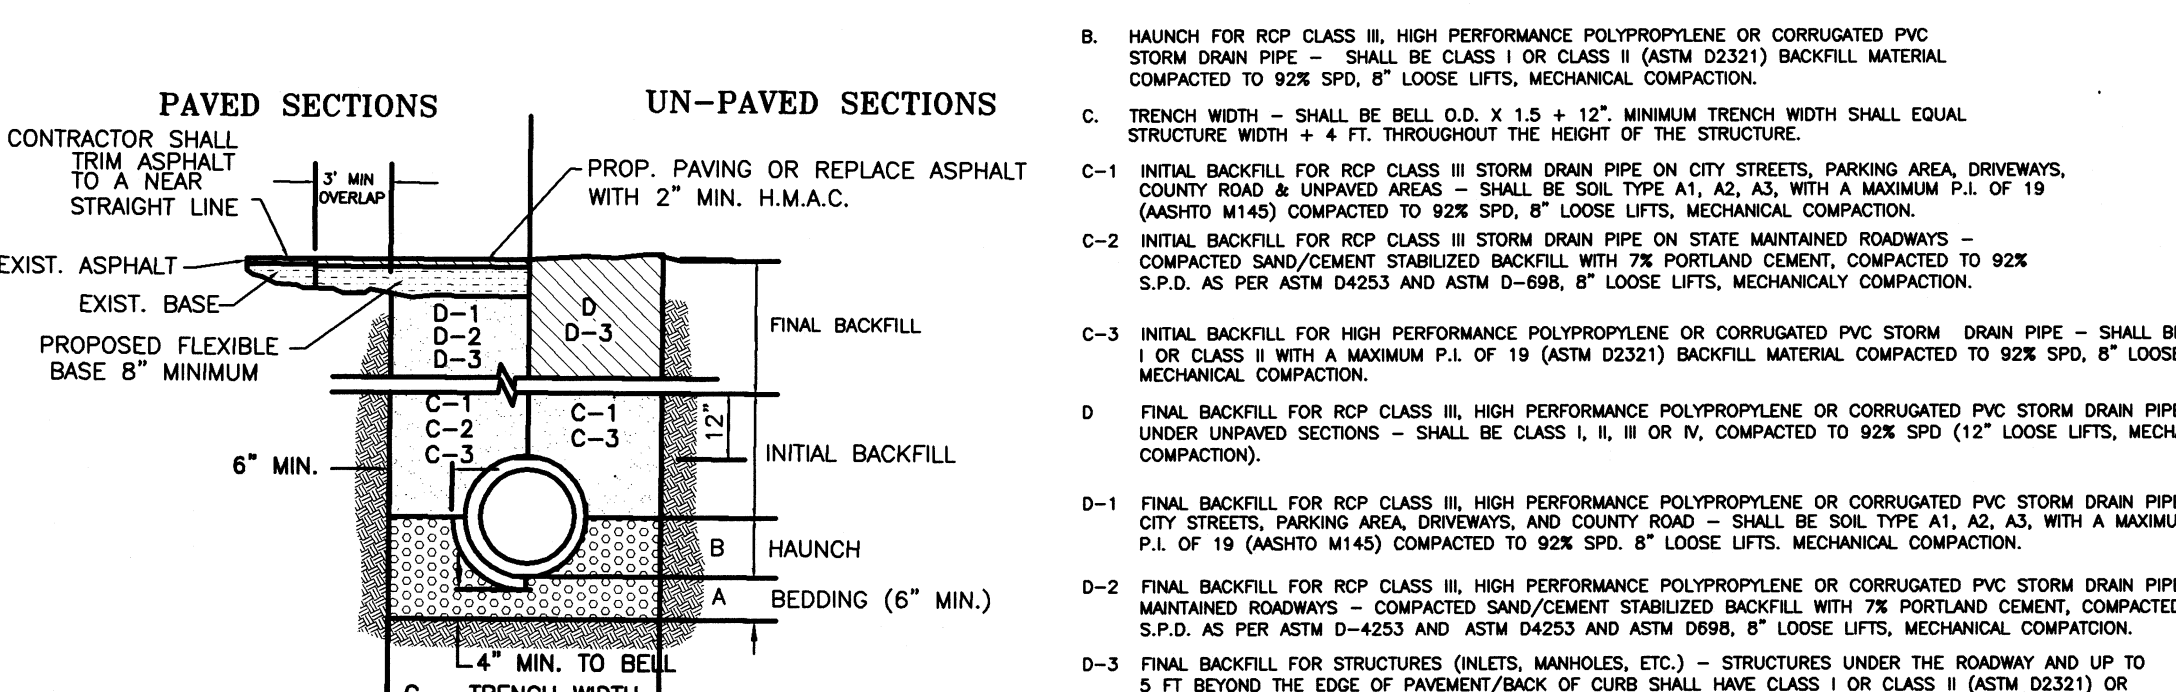 PAVED SECTIONS
UN-PAVED SECTIONS
CONTRACTOR SHALL
TRIM ASPHALT
TO A NEAR
STRAIGHT LINE
3' MIN
OVERLAP
PROP. PAVING OR REPLACE ASPHALT
WITH 2" MIN. H.M.A.C.
EXIST. ASPHALT
EXIST. BASE
PROPOSED FLEXIBLE
BASE 8" MINIMUM
D-1
D-2
D-3
D
D-3
FINAL BACKFILL
C-1
C-2
C-3
C-1
C-3
12"
INITIAL BACKFILL
6" MIN.
B HAUNCH
A BEDDING (6" MIN.)
4" MIN. TO BELL
C TRENCH WIDTH
B. HAUNCH FOR RCP CLASS III, HIGH PERFORMANCE POLYPROPYLENE OR CORRUGATED PVC
STORM DRAIN PIPE - SHALL BE CLASS I OR CLASS II (ASTM D2321) BACKFILL MATERIAL
COMPACTED TO 92% SPD, 8" LOOSE LIFTS, MECHANICAL COMPACTION.
C. TRENCH WIDTH - SHALL BE BELL O.D. X 1.5 + 12". MINIMUM TRENCH WIDTH SHALL EQUAL
STRUCTURE WIDTH + 4 FT. THROUGHOUT THE HEIGHT OF THE STRUCTURE.
C-1 INITIAL BACKFILL FOR RCP CLASS III STORM DRAIN PIPE ON CITY STREETS, PARKING AREA, DRIVEWAYS,
COUNTY ROAD & UNPAVED AREAS - SHALL BE SOIL TYPE A1, A2, A3, WITH A MAXIMUM P.I. OF 19
(AASHTO M145) COMPACTED TO 92% SPD, 8" LOOSE LIFTS, MECHANICAL COMPACTION.
C-2 INITIAL BACKFILL FOR RCP CLASS III STORM DRAIN PIPE ON STATE MAINTAINED ROADWAYS -
COMPACTED SAND/CEMENT STABILIZED BACKFILL WITH 7% PORTLAND CEMENT, COMPACTED TO 92%
S.P.D. AS PER ASTM D4253 AND ASTM D-698, 8" LOOSE LIFTS, MECHANICALY COMPACTION.
C-3 INITIAL BACKFILL FOR HIGH PERFORMANCE POLYPROPYLENE OR CORRUGATED PVC STORM DRAIN PIPE - SHALL BE
I OR CLASS II WITH A MAXIMUM P.I. OF 19 (ASTM D2321) BACKFILL MATERIAL COMPACTED TO 92% SPD, 8" LOOSE
MECHANICAL COMPACTION.
D FINAL BACKFILL FOR RCP CLASS III, HIGH PERFORMANCE POLYPROPYLENE OR CORRUGATED PVC STORM DRAIN PIPE
UNDER UNPAVED SECTIONS - SHALL BE CLASS I, II, III OR IV, COMPACTED TO 92% SPD (12" LOOSE LIFTS,
COMPACTION).
D-1 FINAL BACKFILL FOR RCP CLASS III, HIGH PERFORMANCE POLYPROPYLENE OR CORRUGATED PVC STORM DRAIN PIPE
CITY STREETS, PARKING AREA, DRIVEWAYS, AND COUNTY ROAD - SHALL BE SOIL TYPE A1, A2, A3, WITH A
P.I. OF 19 (AASHTO M145) COMPACTED TO 92% SPD. 8" LOOSE LIFTS. MECHANICAL COMPACTION.
D-2 FINAL BACKFILL FOR RCP CLASS III, HIGH PERFORMANCE POLYPROPYLENE OR CORRUGATED PVC STORM DRAIN PIPE
MAINTAINED ROADWAYS - COMPACTED SAND/CEMENT STABILIZED BACKFILL WITH 7% PORTLAND CEMENT, COMPACTED
S.P.D. AS PER ASTM D-4253 AND ASTM D4253 AND ASTM D698, 8" LOOSE LIFTS, MECHANICAL COMPATCION.
D-3 FINAL BACKFILL FOR STRUCTURES (INLETS, MANHOLES, ETC.) - STRUCTURES UNDER THE ROADWAY AND UP TO
5 FT BEYOND THE EDGE OF PAVEMENT/BACK OF CURB SHALL HAVE CLASS I OR CLASS II (ASTM D2321) OR